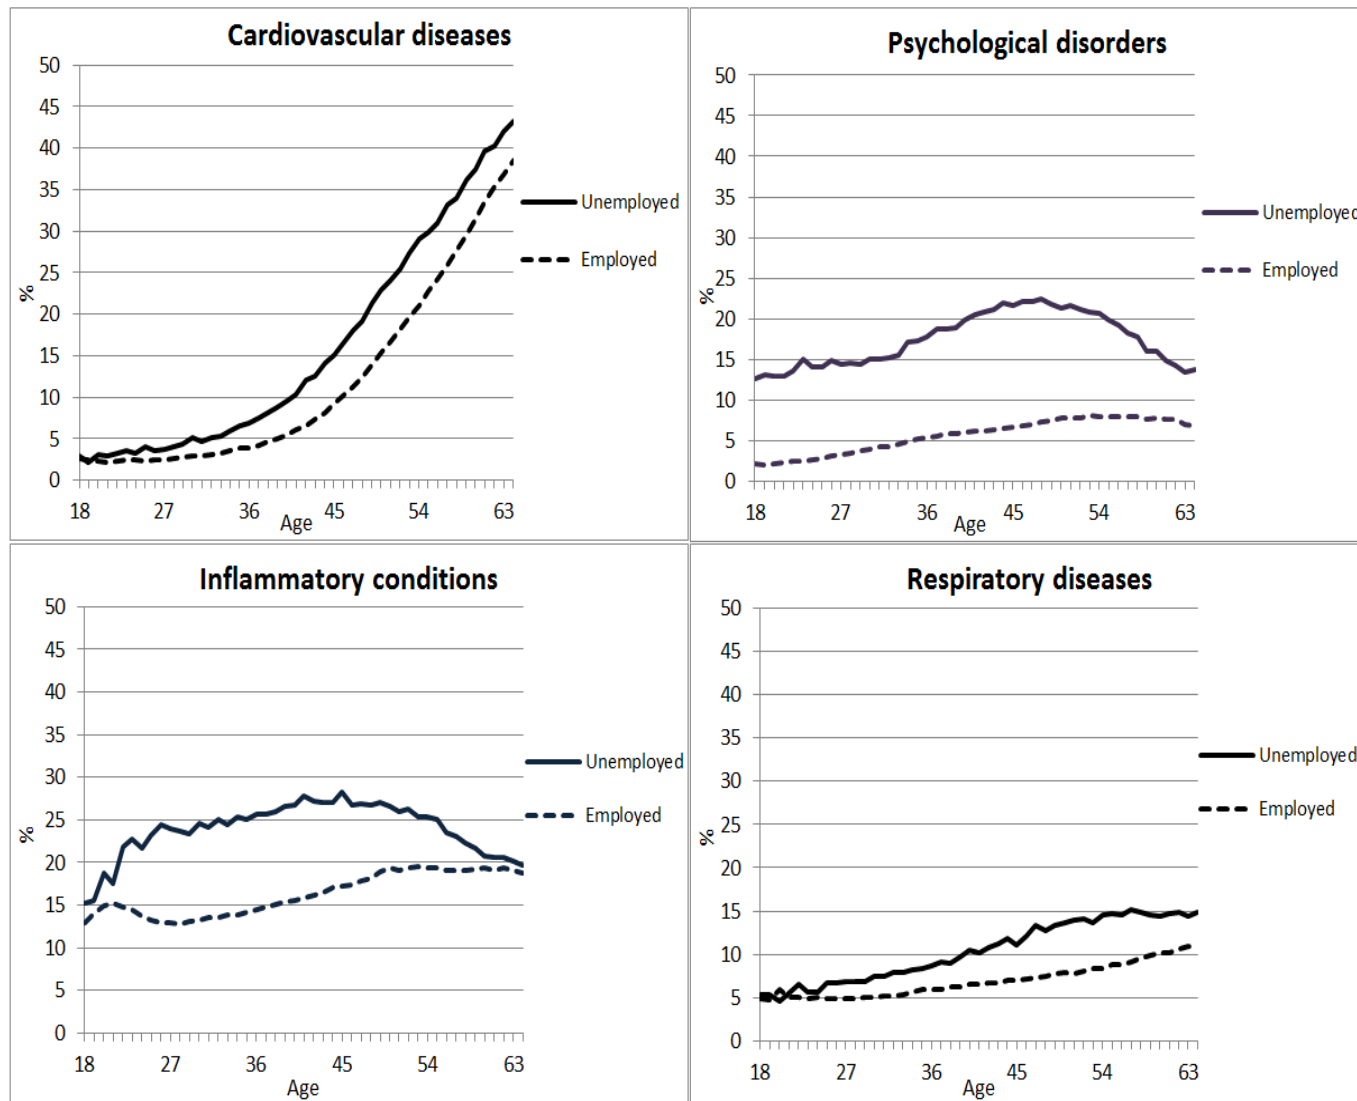 Cardiovascular diseases
50
45
40
35
30
25
20
15
10
5
0
%
18 27 36 45 54 63
Age
Unemployed
Employed
Psychological disorders
50
45
40
35
30
25
20
15
10
5
0
%
18 27 36 45 54 63
Age
Unemployed
Employed
Inflammatory conditions
50
45
40
35
30
25
20
15
10
5
0
%
18 27 36 45 54 63
Age
Unemployed
Employed
Respiratory diseases
50
45
40
35
30
25
20
15
10
5
0
%
18 27 36 45 54 63
Age
Unemployed
Employed